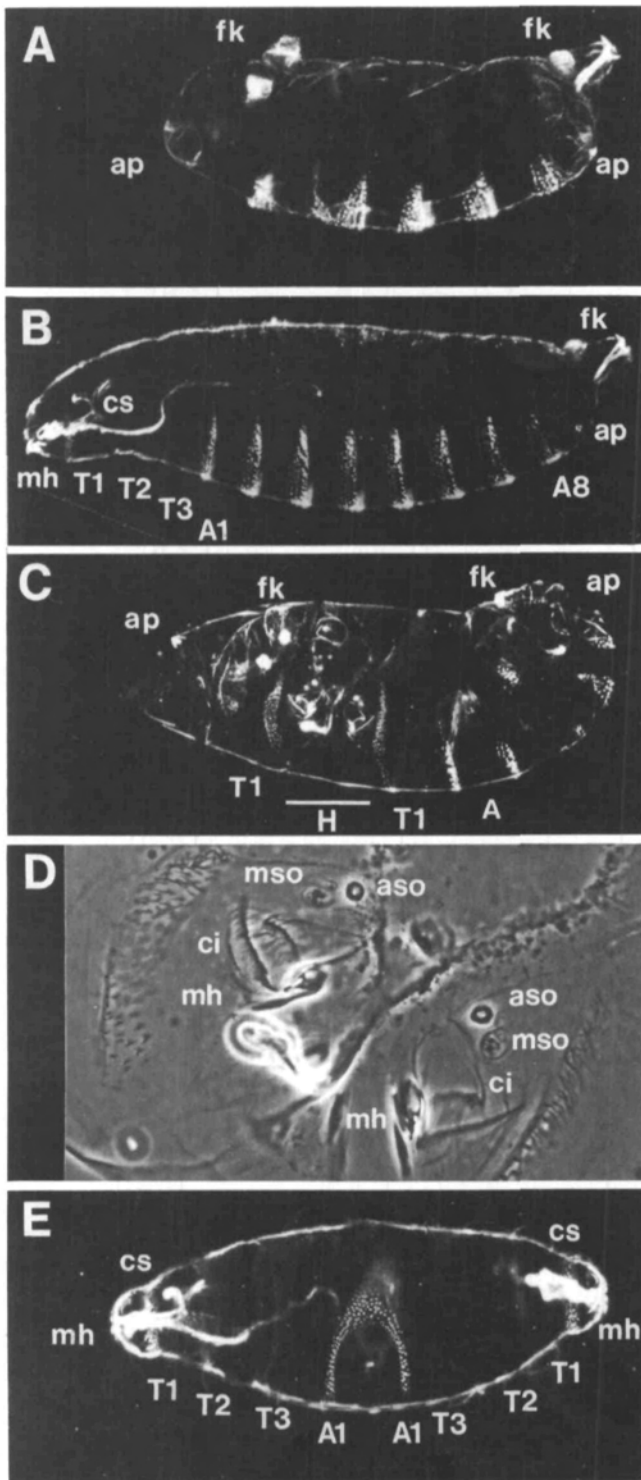 A
fk
fk
ap
ap
B
fk
cs
ap
mh
T1
T2
T3
A1
A8
C
fk
fk
ap
ap
T1
H
T1
A
D
mso
aso
ci
mh
aso
mso
ci
mh
E
cs
cs
mh
mh
T1
T2
T3
A1
A1
T3
T2
T1